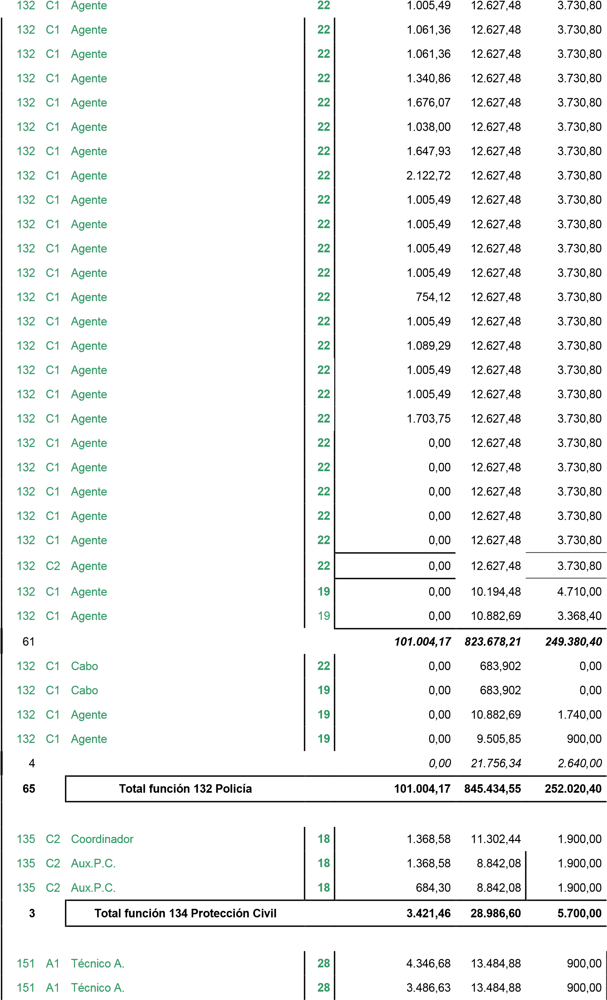 132 C1 Agente 22 1.005,49 12.627,48 3.730,80
132 C1 Agente 22 1.061,36 12.627,48 3.730,80
132 C1 Agente 22 1.061,36 12.627,48 3.730,80
132 C1 Agente 22 1.340,86 12.627,48 3.730,80
132 C1 Agente 22 1.676,07 12.627,48 3.730,80
132 C1 Agente 22 1.038,00 12.627,48 3.730,80
132 C1 Agente 22 1.647,93 12.627,48 3.730,80
132 C1 Agente 22 2.122,72 12.627,48 3.730,80
132 C1 Agente 22 1.005,49 12.627,48 3.730,80
132 C1 Agente 22 1.005,49 12.627,48 3.730,80
132 C1 Agente 22 1.005,49 12.627,48 3.730,80
132 C1 Agente 22 1.005,49 12.627,48 3.730,80
132 C1 Agente 22 754,12 12.627,48 3.730,80
132 C1 Agente 22 1.005,49 12.627,48 3.730,80
132 C1 Agente 22 1.089,29 12.627,48 3.730,80
132 C1 Agente 22 1.005,49 12.627,48 3.730,80
132 C1 Agente 22 1.005,49 12.627,48 3.730,80
132 C1 Agente 22 1.703,75 12.627,48 3.730,80
132 C1 Agente 22 0,00 12.627,48 3.730,80
132 C1 Agente 22 0,00 12.627,48 3.730,80
132 C1 Agente 22 0,00 12.627,48 3.730,80
132 C1 Agente 22 0,00 12.627,48 3.730,80
132 C1 Agente 22 0,00 12.627,48 3.730,80
132 C2 Agente 22 0,00 12.627,48 3.730,80
132 C1 Agente 19 0,00 10.194,48 4.710,00
132 C1 Agente 19 0,00 10.882,69 3.368,40
61 101.004,17 823.678,21 249.380,40
132 C1 Cabo 22 0,00 683,902 0,00
132 C1 Cabo 19 0,00 683,902 0,00
132 C1 Agente 19 0,00 10.882,69 1.740,00
132 C1 Agente 19 0,00 9.505,85 900,00
4 0,00 21.756,34 2.640,00
65 Total función 132 Policía 101.004,17 845.434,55 252.020,40
135 C2 Coordinador 18 1.368,58 11.302,44 1.900,00
135 C2 Aux.P.C. 18 1.368,58 8.842,08 1.900,00
135 C2 Aux.P.C. 18 684,30 8.842,08 1.900,00
3 Total función 134 Protección Civil 3.421,46 28.986,60 5.700,00
151 A1 Técnico A. 28 4.346,68 13.484,88 900,00
151 A1 Técnico A. 28 3.486,63 13.484,88 900,00